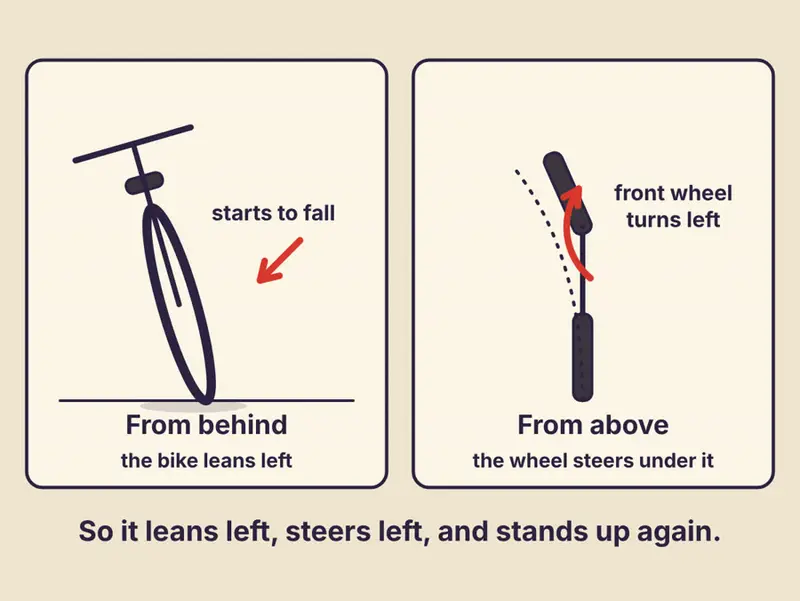 starts to fall
From behind
the bike leans left
front wheel
turns left
From above
the wheel steers under it
So it leans left, steers left, and stands up again.